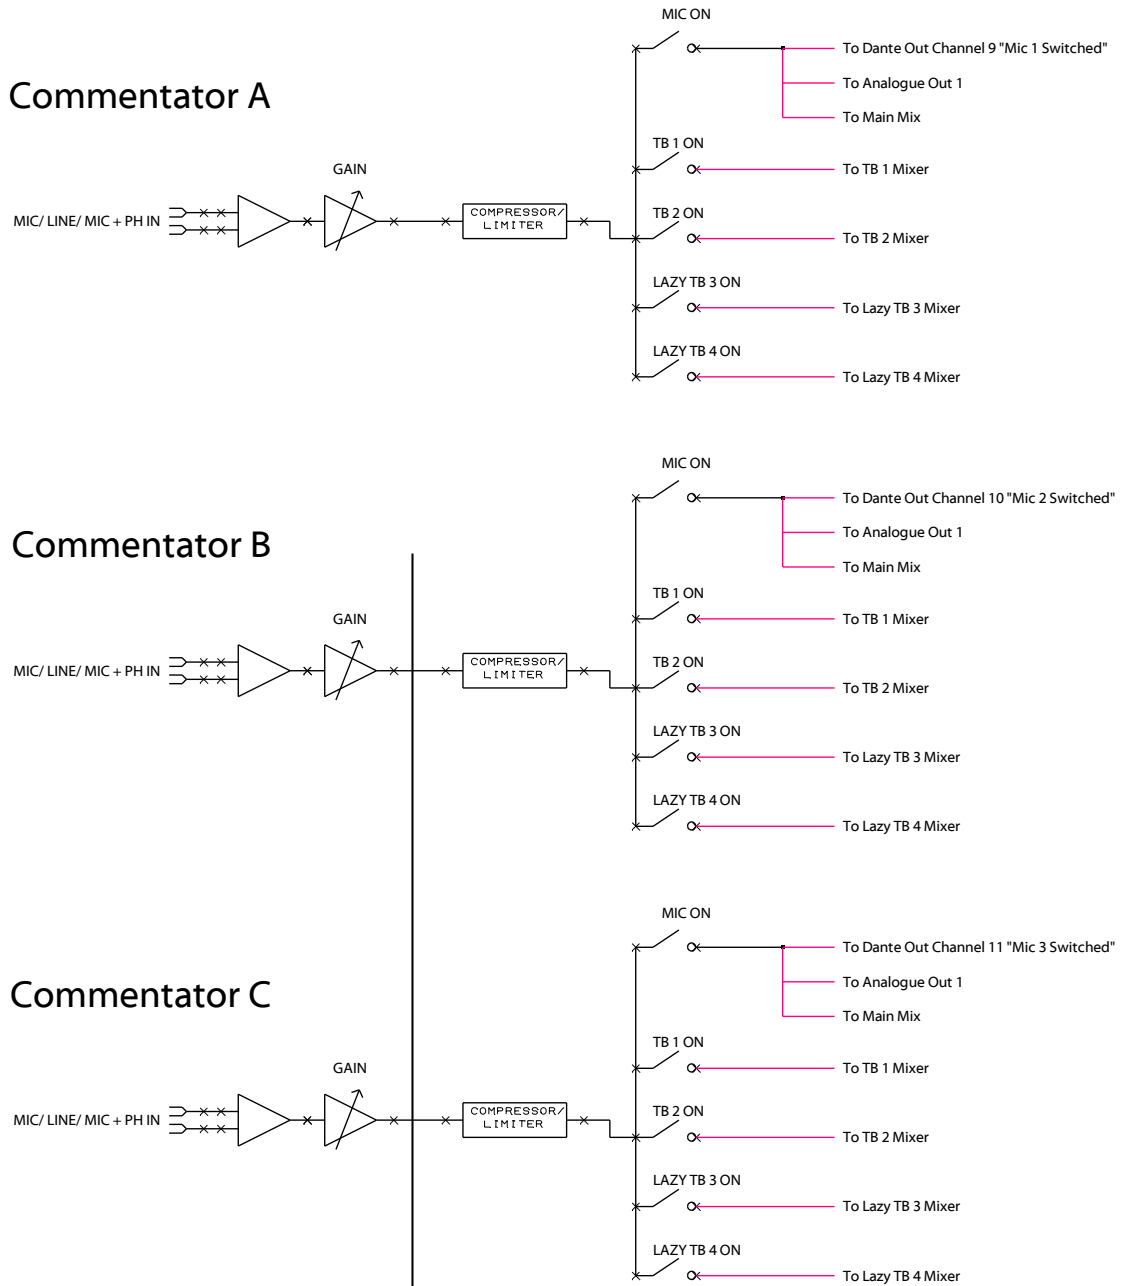 MIC ON
To Dante Out Channel 9 "Mic 1 Switched"
Commentator A
To Analogue Out 1
To Main Mix
TB 1 ON
GAIN
To TB 1 Mixer
MIC/ LINE/ MIC + PH IN
COMPRESSOR/
LIMITER
TB 2 ON
To TB 2 Mixer
LAZY TB 3 ON
To Lazy TB 3 Mixer
LAZY TB 4 ON
To Lazy TB 4 Mixer
MIC ON
To Dante Out Channel 10 "Mic 2 Switched"
Commentator B
To Analogue Out 1
To Main Mix
TB 1 ON
GAIN
To TB 1 Mixer
MIC/ LINE/ MIC + PH IN
COMPRESSOR/
LIMITER
TB 2 ON
To TB 2 Mixer
LAZY TB 3 ON
To Lazy TB 3 Mixer
LAZY TB 4 ON
To Lazy TB 4 Mixer
MIC ON
To Dante Out Channel 11 "Mic 3 Switched"
Commentator C
To Analogue Out 1
To Main Mix
TB 1 ON
GAIN
To TB 1 Mixer
MIC/ LINE/ MIC + PH IN
COMPRESSOR/
LIMITER
TB 2 ON
To TB 2 Mixer
LAZY TB 3 ON
To Lazy TB 3 Mixer
LAZY TB 4 ON
To Lazy TB 4 Mixer